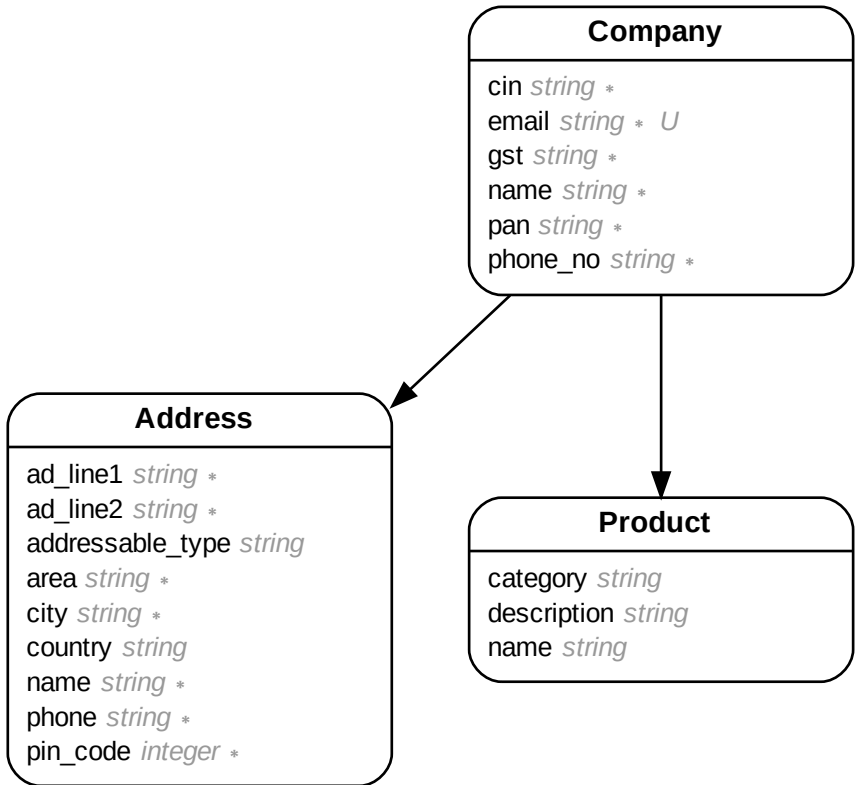 Company
cin string *
email string * U
gst string *
name string *
pan string *
phone_no string *
Address
ad_line1 string *
ad_line2 string *
addressable_type string
area string *
city string *
country string
name string *
phone string *
pin_code integer *
Product
category string
description string
name string